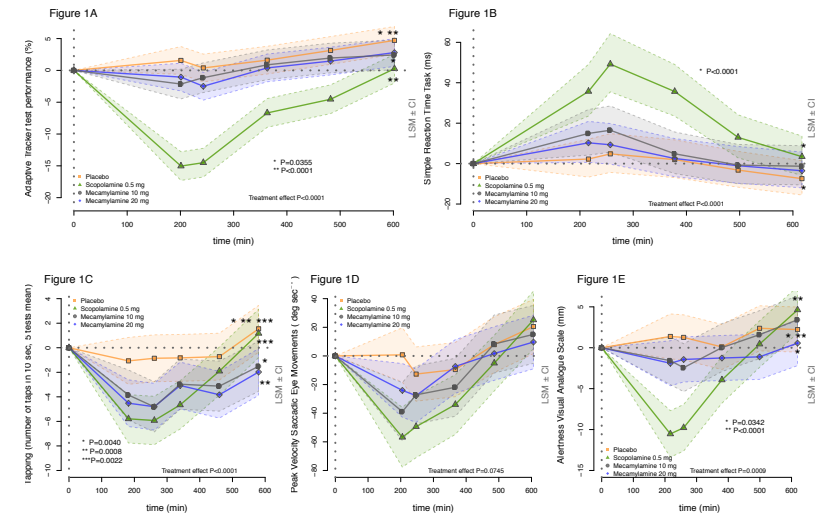 Figure 1A
Adaptive tracker test performance (%)
5
0
−5
−10
−15
−20
* **
*
**
* P=0.0355
** P<0.0001
Placebo
Scopolamine 0.5 mg
Mecamylamine 10 mg
Mecamylamine 20 mg
Treatment effect P<0.0001
LSM ± CI
0 100 200 300 400 500 600
time (min)
Figure 1B
Simple Reaction Time Task (ms)
60
40
20
0
−20
* P<0.0001
*
*
Placebo
Scopolamine 0.5 mg
Mecamylamine 10 mg
Mecamylamine 20 mg
Treatment effect P<0.0001
LSM ± CI
0 100 200 300 400 500 600
time (min)
Figure 1C
Tapping (number of taps in 10 sec, 5 tests mean)
4
2
0
−2
−4
−6
−8
−10
Placebo
Scopolamine 0.5 mg
Mecamylamine 10 mg
Mecamylamine 20 mg
* ** ***
***
*
**
* P=0.0040
** P=0.0008
*** P=0.0022
Treatment effect P<0.0001
LSM ± CI
0 100 200 300 400 500 600
time (min)
Figure 1D
Peak Velocity Saccadic Eye Movements ( deg sec⁻¹ )
40
20
0
−20
−40
−60
−80
Placebo
Scopolamine 0.5 mg
Mecamylamine 10 mg
Mecamylamine 20 mg
Treatment effect P=0.0745
LSM ± CI
0 100 200 300 400 500 600
time (min)
Figure 1E
Alertness Visual Analogue Scale (mm)
5
0
−5
−10
−15
**
* **
*
* P=0.0342
** P<0.0001
Placebo
Scopolamine 0.5 mg
Mecamylamine 10 mg
Mecamylamine 20 mg
Treatment effect P=0.0009
LSM ± CI
0 100 200 300 400 500 600
time (min)